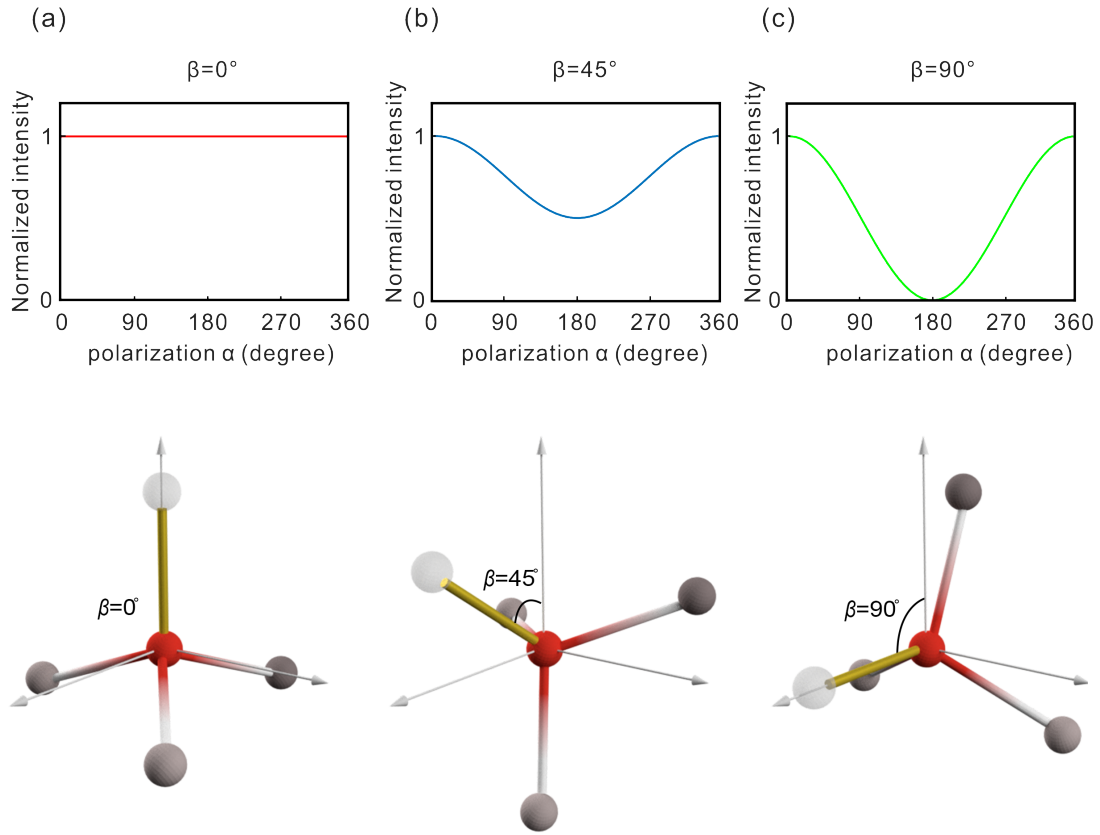 (a)
(b)
(c)
β=0°
β=45°
β=90°
Normalized intensity
1
0
0 90 180 270 360
polarization α (degree)
Normalized intensity
1
0
0 90 180 270 360
polarization α (degree)
Normalized intensity
1
0
0 90 180 270 360
polarization α (degree)
β=0°
β=45°
β=90°